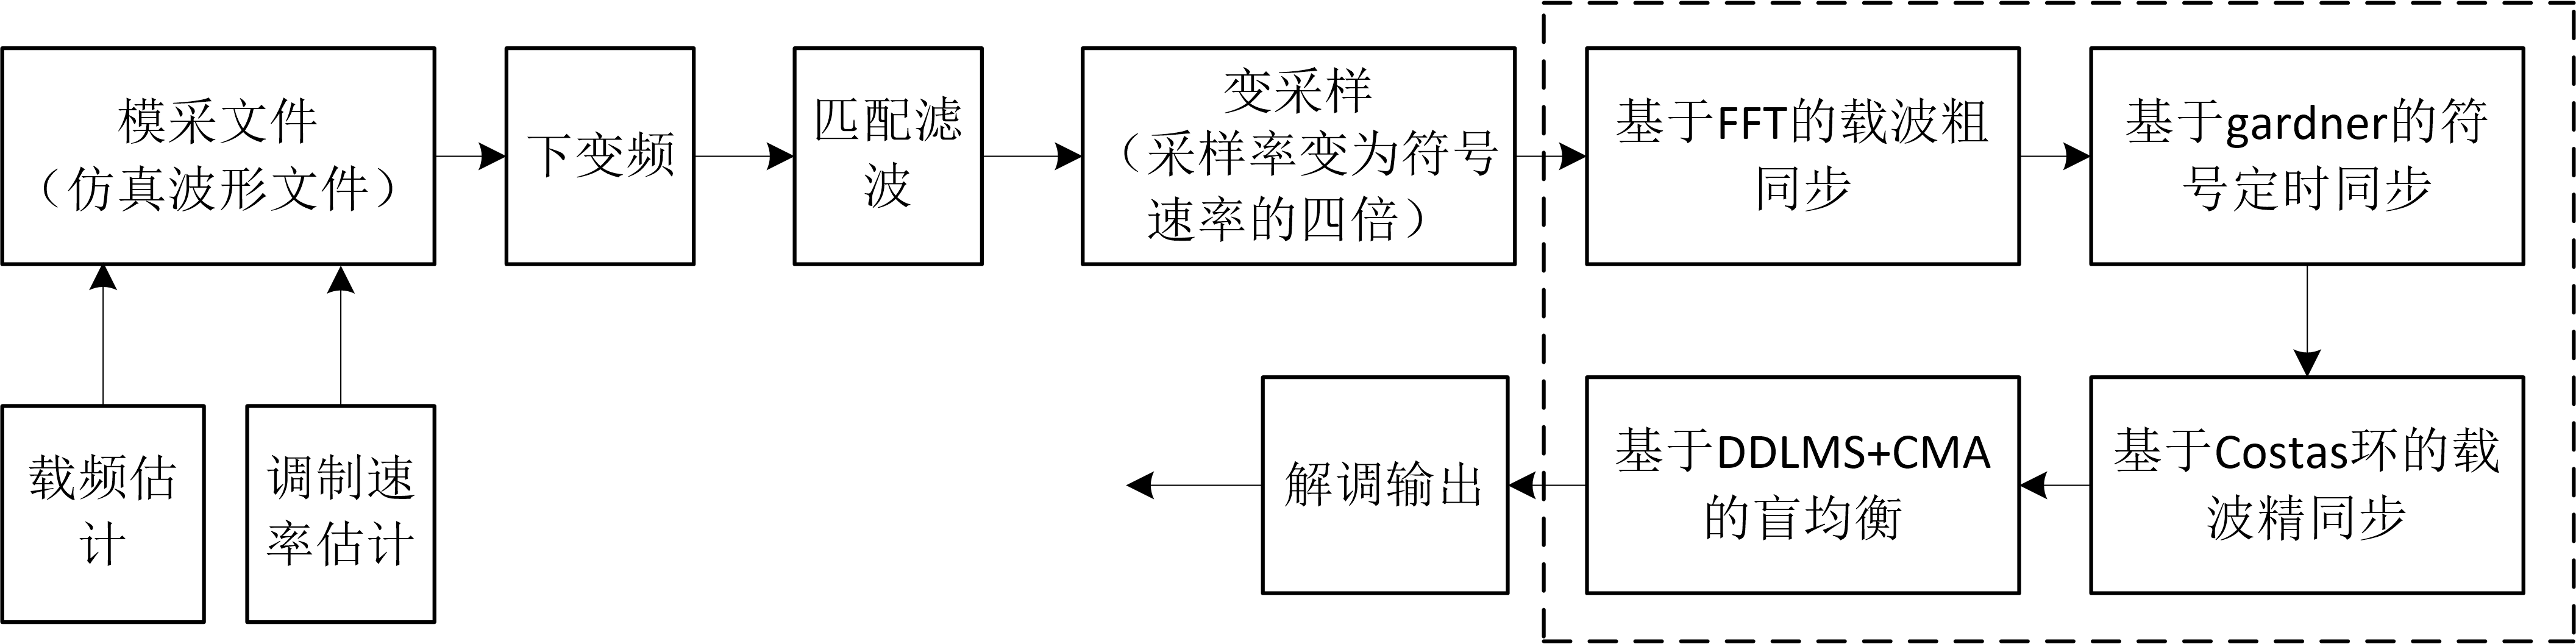 模采文件
（仿真波形文件）
下变频
匹配滤
波
变采样
（采样率变为符号
速率的四倍）
基于FFT的载波粗
同步
基于gardner的符
号定时同步
载频估
计
调制速
率估计
解调输出
基于DDLMS+CMA
的盲均衡
基于Costas环的载
波精同步